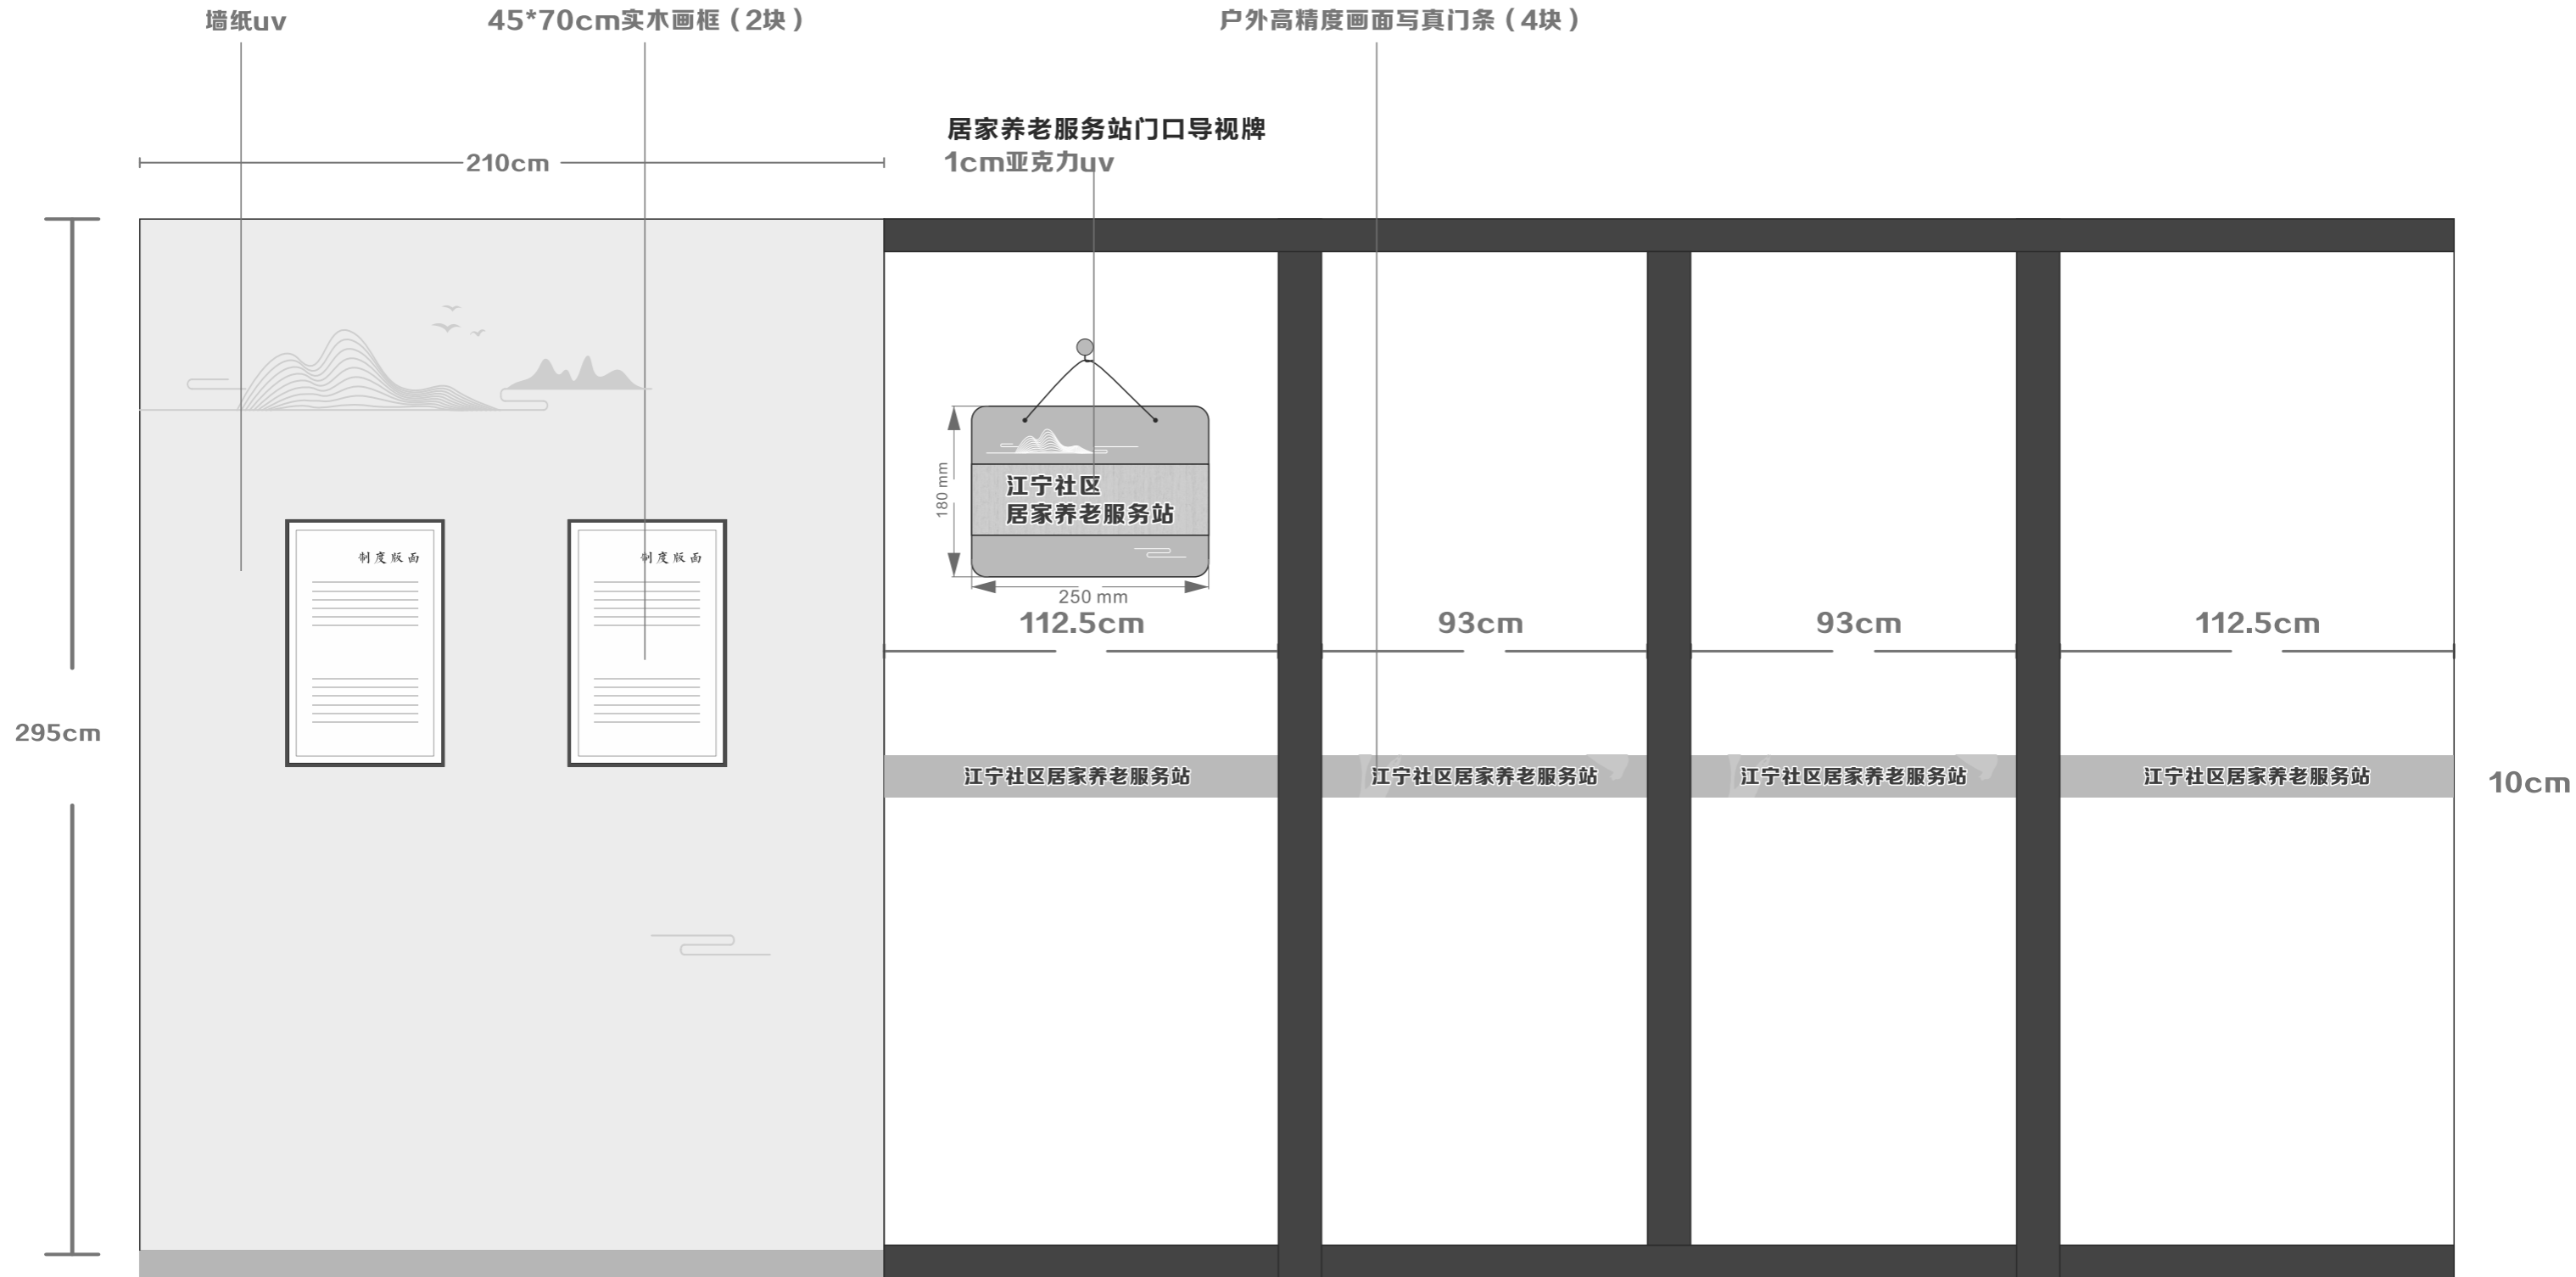 墙纸uv
45*70cm实木画框（2块）
户外高精度画面写真门条（4块）
居家养老服务站门口导视牌
1cm亚克力uv
210cm
295cm
制度版面
制度版面
180 mm
江宁社区
居家养老服务站
250 mm
112.5cm
93cm
93cm
112.5cm
江宁社区居家养老服务站
江宁社区居家养老服务站
江宁社区居家养老服务站
江宁社区居家养老服务站
10cm